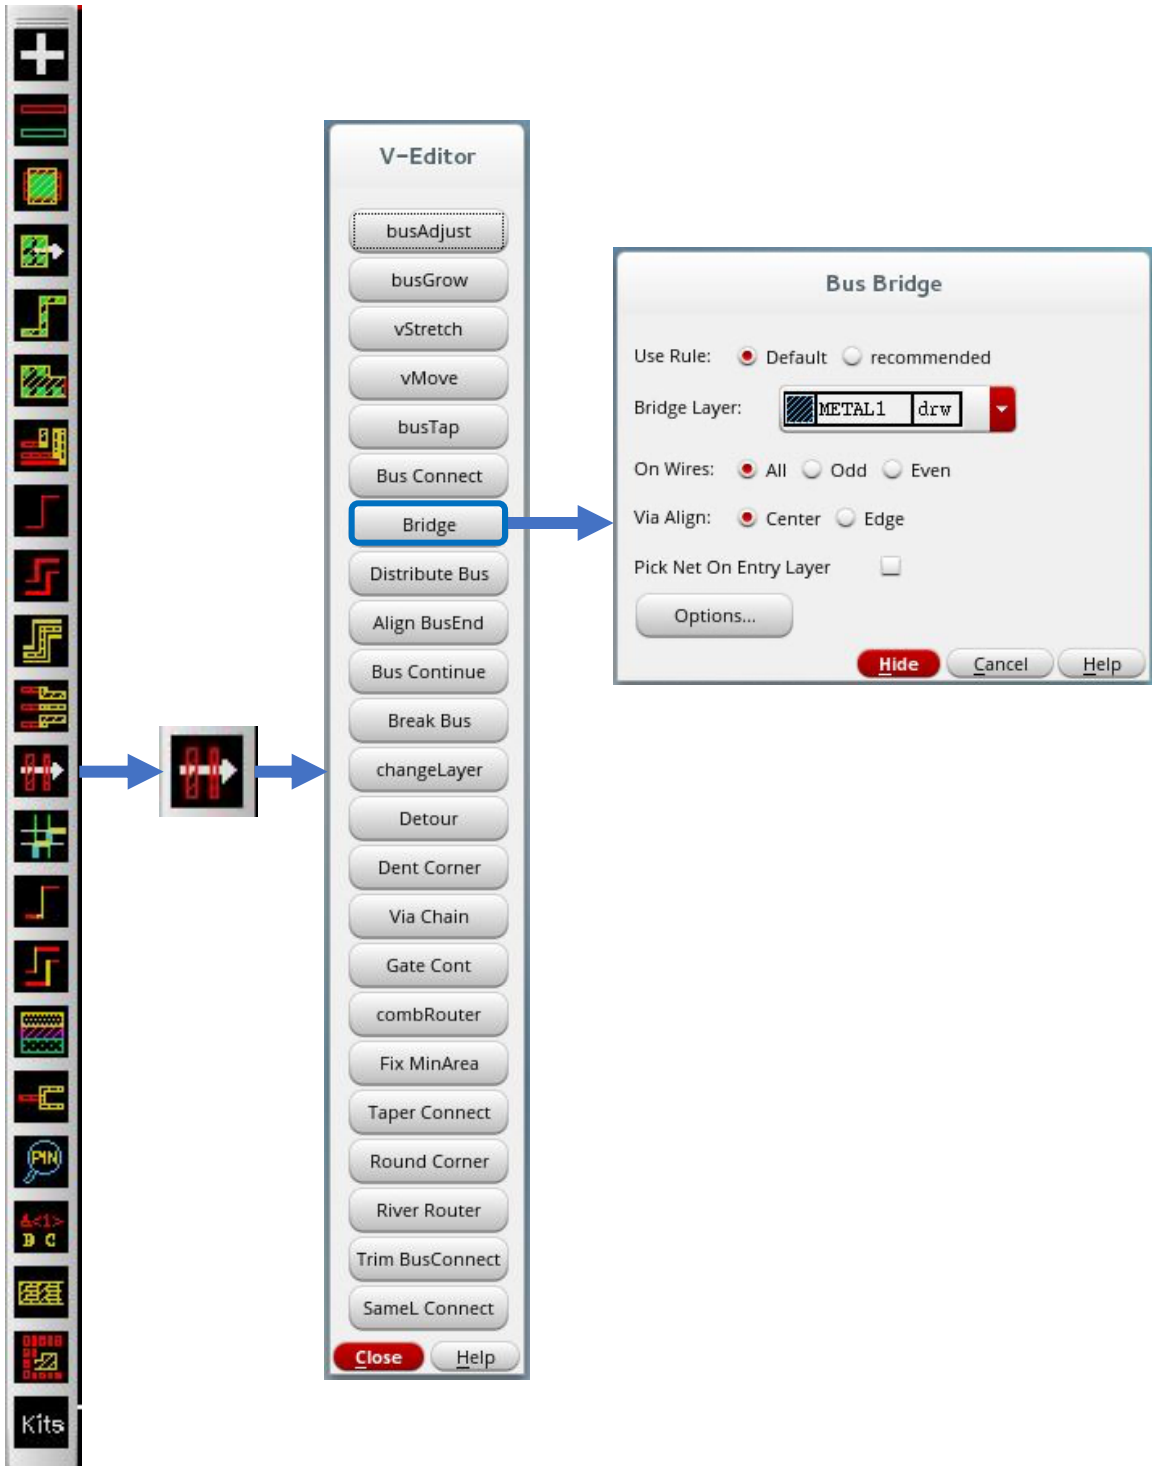 PIN
A<1>
B C
Kits
V-Editor
busAdjust
busGrow
vStretch
vMove
busTap
Bus Connect
Bridge
Distribute Bus
Align BusEnd
Bus Continue
Break Bus
changeLayer
Detour
Dent Corner
Via Chain
Gate Cont
combRouter
Fix MinArea
Taper Connect
Round Corner
River Router
Trim BusConnect
SameL Connect
Close Help
Bus Bridge
Use Rule: Default recommended
Bridge Layer: METAL1 drw
On Wires: All Odd Even
Via Align: Center Edge
Pick Net On Entry Layer
Options...
Hide Cancel Help